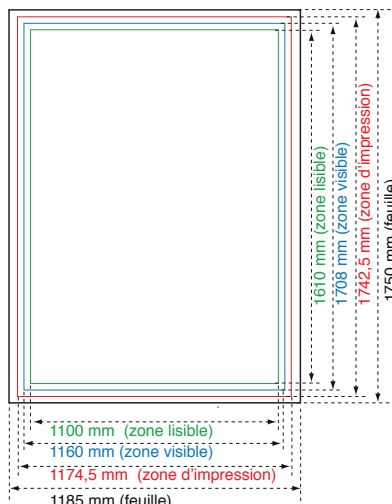 1610 mm (zone lisible)
1708 mm (zone visible)
1742,5 mm (zone d'impression)
1750 mm (feuille)
1100 mm  (zone lisible)
1160 mm (zone visible)
1174,5 mm  (zone d'impression)
1185 mm (feuille)